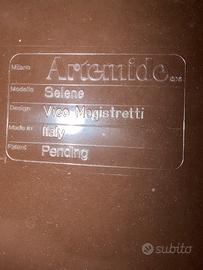 Milano Artemide
Modello Selene
Design: Vico Magistretti
Made in: Italy
Patent Pending
subito